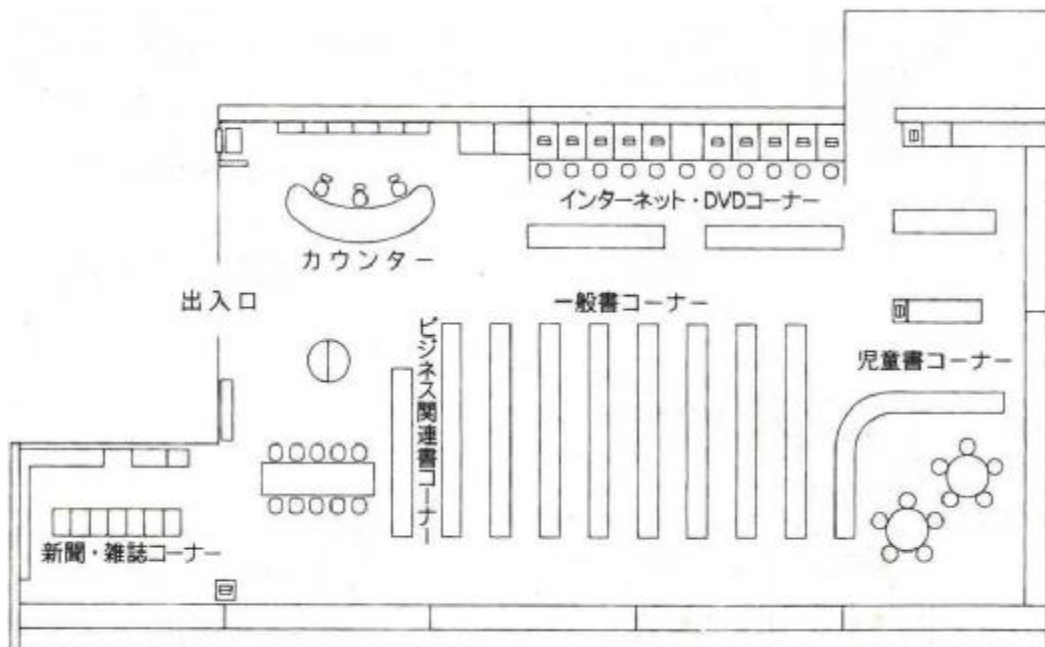 インターネット・DVDコーナー
カウンター
出入口
一般書コーナー
ビジネス関連書コーナー
児童書コーナー
新聞・雑誌コーナー